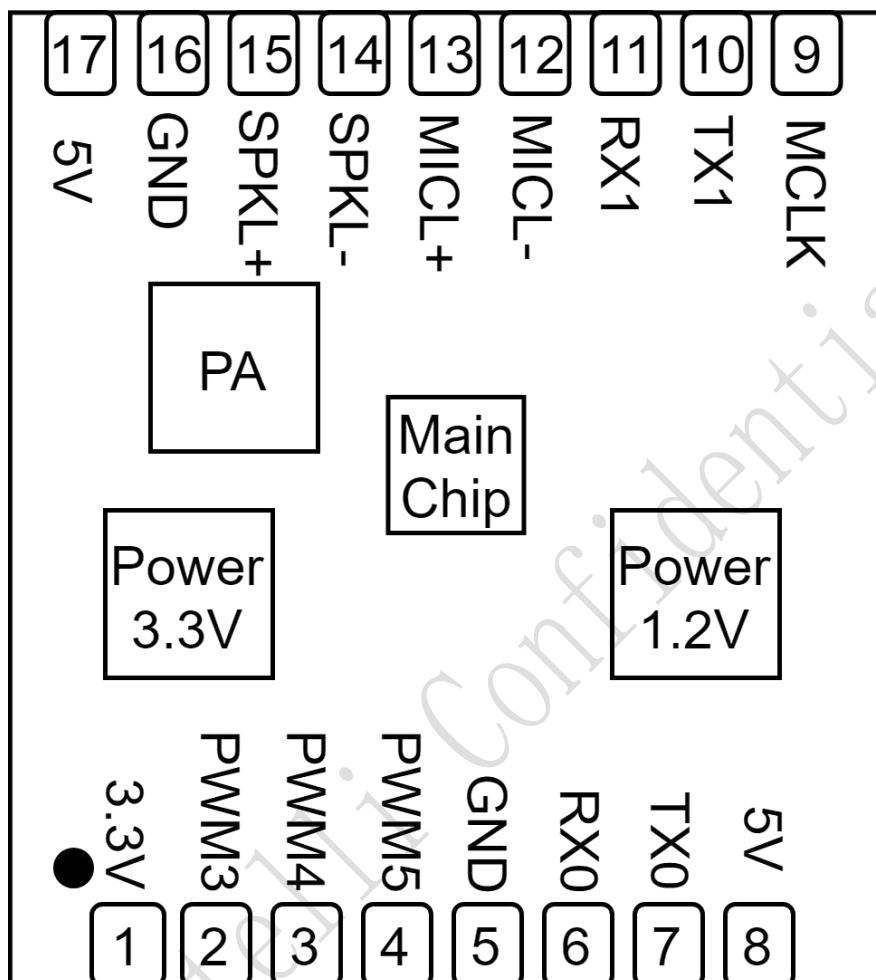 17 16 15 14 13 12 11 10 9
5V GND SPKL+ SPKL- MICL+ MICL- RX1 TX1 MCLK
PA
Main
Chip
Power
3.3V
Power
1.2V
3.3V PWM3 PWM4 PWM5 GND RX0 TX0 5V
1 2 3 4 5 6 7 8
Confidential